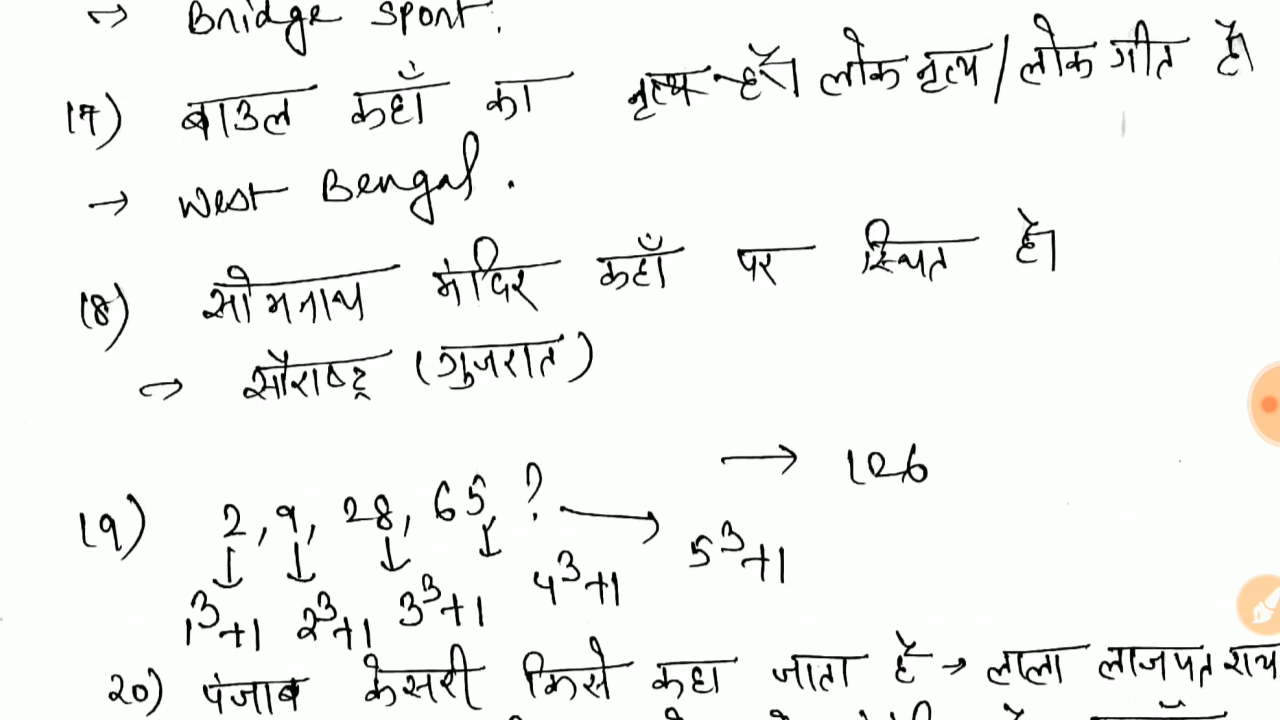 → Bridge sport.
17) बाउल कहाँ का नृत्य है। लोक नृत्य / लोक गीत है।
→ West Bengal.
18) सोमनाथ मंदिर कहाँ पर स्थित है।
→ सौराष्ट्र (गुजरात)
→ 126
19) 2, 9, 28, 65, ? → 5³+1
↓ ↓ ↓ ↓
1³+1 2³+1 3³+1 4³+1
20) पंजाब केसरी किसे कहा जाता है → लाला लाजपत राय